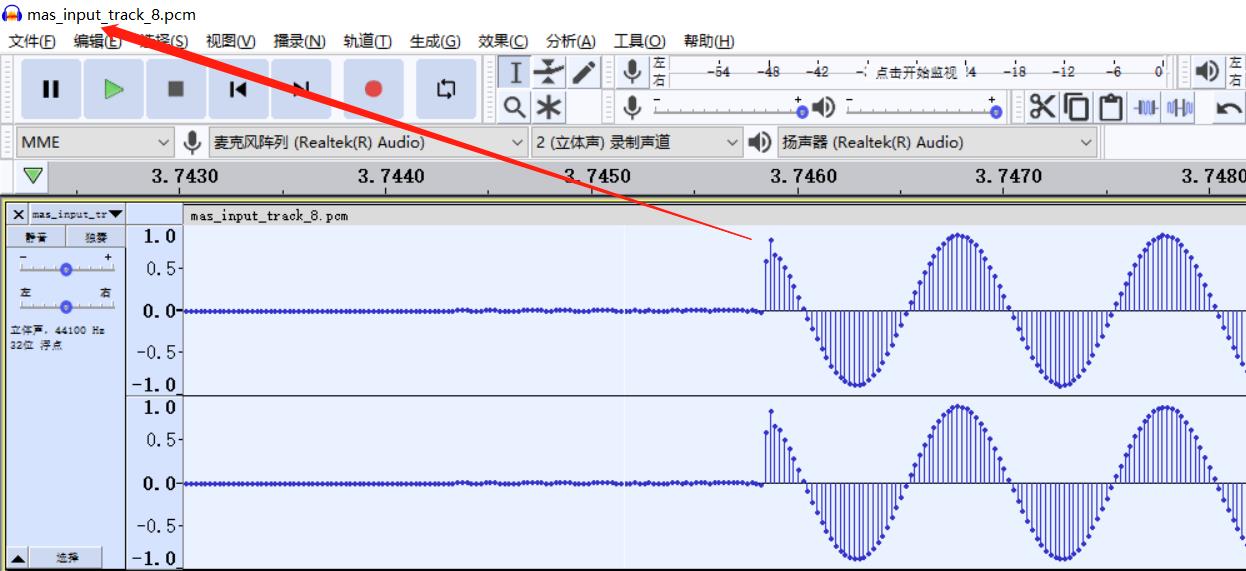 mas_input_track_8.pcm
文件(F) 编辑(E) 选择(S) 视图(V) 播录(N) 轨道(T) 生成(G) 效果(C) 分析(A) 工具(O) 帮助(H)
左 右 -54 -48 -42 点击开始监视 -18 -12 -6 0 左 右
- + - +
MME 麦克风阵列 (Realtek(R) Audio) 2 (立体声) 录制声道 扬声器 (Realtek(R) Audio)
3.7430 3.7440 3.7450 3.7460 3.7470 3.7480
mas_input_tr mas_input_track_8.pcm
静音 独奏
- +
左 右
立体声, 44100 Hz
32位 浮点
1.0
0.5
0.0
-0.5
-1.0
1.0
0.5
0.0
-0.5
-1.0
选择